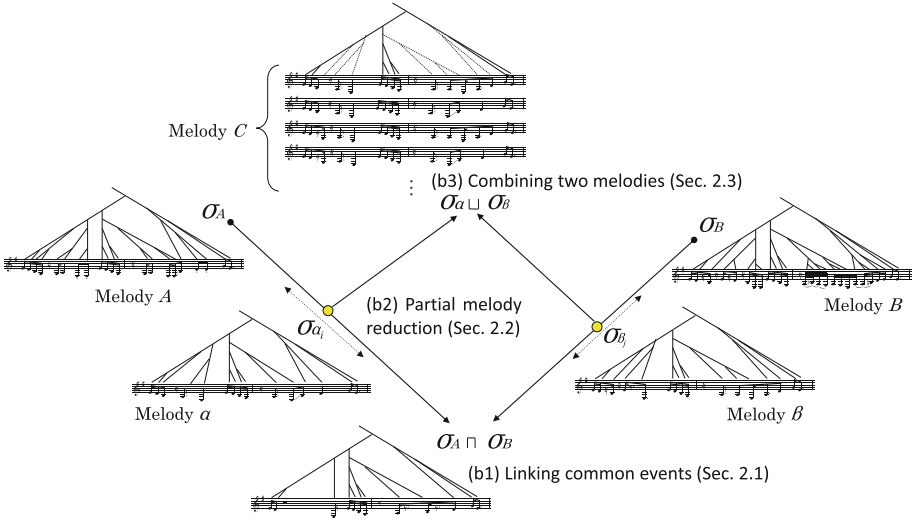 Melody C
⋮
(b3) Combining two melodies (Sec. 2.3)
σα ⊔ σβ
σA
σB
Melody A
Melody B
(b2) Partial melody
reduction (Sec. 2.2)
σαi
σβj
Melody α
Melody β
σA ⊓ σB
(b1) Linking common events (Sec. 2.1)